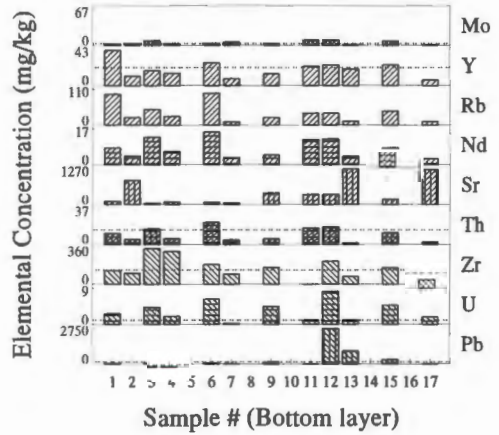 67
0
Mo
43
0
Y
110
0
Rb
17
0
Nd
1270
0
Sr
37
0
Th
360
0
Zr
9
0
U
2750
0
Pb
Elemental Concentration (mg/kg)
1 2 3 4 5 6 7 8 9 10 11 12 13 14 15 16 17
Sample # (Bottom layer)